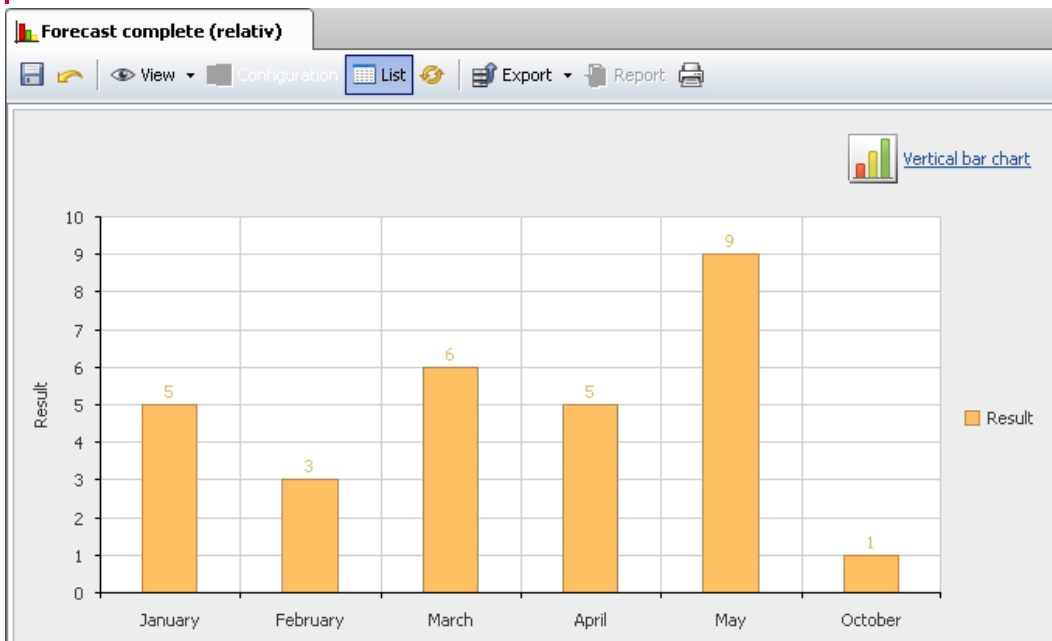 Forecast complete (relativ)
View Configuration List Export Report
Vertical bar chart
10
9
8
7
6
5
4
3
2
1
0
Result
5
3
6
5
9
1
January February March April May October
Result